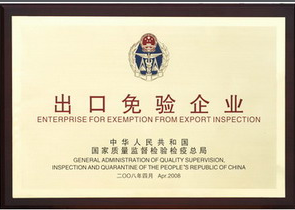 出口免验企业
ENTERPRISE FOR EXEMPTION FROM EXPORT INSPECTION
中华人民共和国
国家质量监督检验检疫总局
GENERAL ADMINISTRATION OF QUALITY SUPERVISION,
INSPECTION AND QUARANTINE OF THE PEOPLE'S REPUBLIC OF CHINA
二〇〇八年四月 Apr.2008